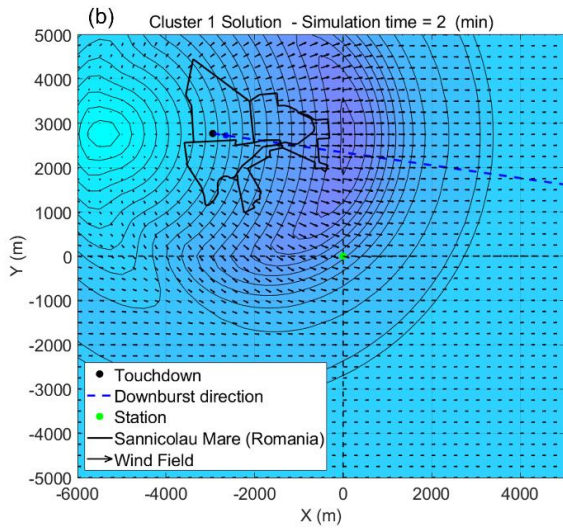 (b)
Cluster 1 Solution - Simulation time = 2 (min)
5000
4000
3000
2000
1000
0
-1000
-2000
-3000
-4000
-5000
Y (m)
Touchdown
Downburst direction
Station
Sannicolau Mare (Romania)
Wind Field
-6000 -4000 -2000 0 2000 4000
X (m)